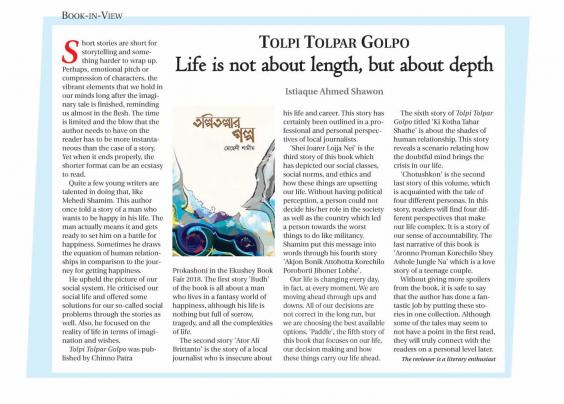 BOOK-IN-VIEW
TOLPI TOLPAR GOLPO
Life is not about length, but about depth
Istiaque Ahmed Shawon
Short stories are short for
storytelling and some-
thing harder to wrap up.
Perhaps, emotional pitch or
compression of characters, the
vibrant elements that we hold in
our minds long after the imagi-
nary tale is finished, reminding
us almost in the flesh. The time
is limited and the blow that the
author needs to have on the
reader has to be more instanta-
neous than the case of a story.
Yet when it ends properly, the
shorter format can be an ecstasy
to read.
Quite a few young writers are
talented in doing that, like
Mehedi Shamim. This author
once told a story of a man who
wants to be happy in his life. The
man actually means it and gets
ready to set him on a battle for
happiness. Sometimes he draws
the equation of human relation-
ships in comparison to the jour-
ney for getting happiness.
He upheld the picture of our
social system. He criticised our
social life and offered some
solutions for our so-called social
problems through the stories as
well. Also, he focused on the
reality of life in terms of imagi-
nation and wishes.
Tolpi Tolpar Golpo was pub-
lished by Chinno Patra
তল্পিতল্পার
গল্প
মেহেদী শামীম
Prokashoni in the Ekushey Book
Fair 2018. The first story 'Budh'
of the book is all about a man
who lives in a fantasy world of
happiness, although his life is
nothing but full of sorrow,
tragedy, and all the complexities
of life.
The second story 'Ator Ali
Brittanto' is the story of a local
journalist who is insecure about
his life and career. This story has
certainly been outlined in a pro-
fessional and personal perspec-
tives of local journalists.
'Shei Joarer Lojja Nei' is the
third story of this book which
has depicted our social classes,
social norms, and ethics and
how these things are upsetting
our life. Without having political
perception, a person could not
decide his/her role in the society
as well as the country which led
a person towards the worst
things to do like militancy.
Shamim put this message into
words through his fourth story
'Akjon Bonik Atohotta Korechilo
Poroborti Jiboner Lobhe'.
Our life is changing every day,
in fact, at every moment. We are
moving ahead through ups and
downs. All of our decisions are
not correct in the long run, but
we are choosing the best available
options. 'Paddle', the fifth story of
this book that focuses on our life,
our decision making and how
these things carry our life ahead.
The sixth story of Tolpi Tolpar
Golpo titled 'Ki Kotha Tahar
Shathe' is about the shades of
human relationship. This story
reveals a scenario relating how
the doubtful mind brings the
crisis in our life.
'Chotushkon' is the second
last story of this volume, which
is acquainted with the tale of
four different personas. In this
story, readers will find four dif-
ferent perspectives that make
our life complex. It is a story of
our sense of accountability. The
last narrative of this book is
'Aronno Proman Korechilo Shey
Ashole Jungle Na' which is a love
story of a teenage couple.
Without giving more spoilers
from the book, it is safe to say
that the author has done a fan-
tastic job by putting these sto-
ries in one collection. Although
some of the tales may seem to
not have a point in the first read,
they will truly connect with the
readers on a personal level later.
The reviewer is a literary enthusiast